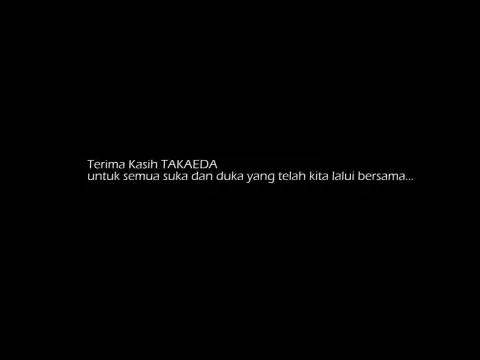 Terima Kasih TAKAEDA
untuk semua suka dan duka yang telah kita lalui bersama...